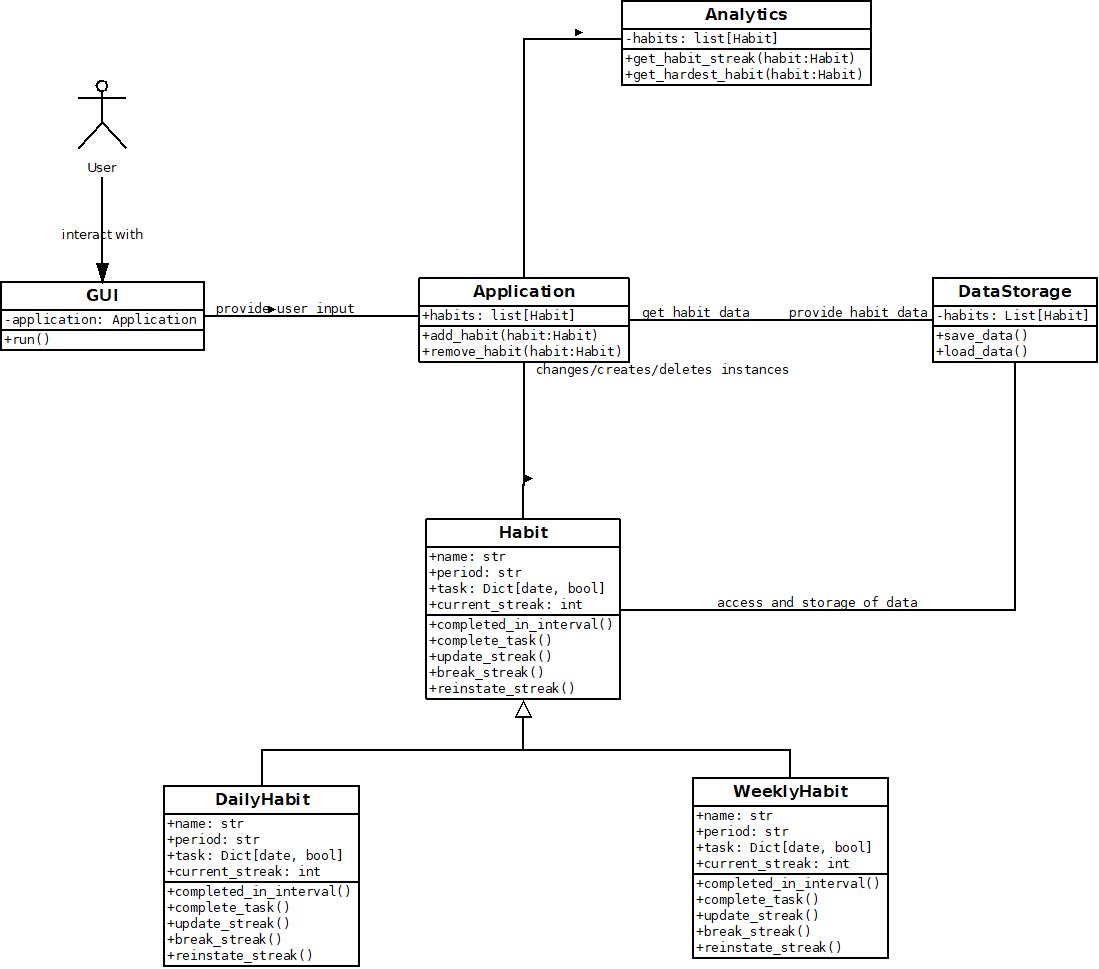 Analytics
-habits: list[Habit]
+get_habit_streak(habit:Habit)
+get_hardest_habit(habit:Habit)
User
interact with
GUI
-application: Application
+run()
provide user input
Application
+habits: list[Habit]
+add_habit(habit:Habit)
+remove_habit(habit:Habit)
get habit data
provide habit data
DataStorage
-habits: List[Habit]
+save_data()
+load_data()
changes/creates/deletes instances
Habit
+name: str
+period: str
+task: Dict[date, bool]
+current_streak: int
+completed_in_interval()
+complete_task()
+update_streak()
+break_streak()
+reinstate_streak()
access and storage of data
DailyHabit
+name: str
+period: str
+task: Dict[date, bool]
+current_streak: int
+completed_in_interval()
+complete_task()
+update_streak()
+break_streak()
+reinstate_streak()
WeeklyHabit
+name: str
+period: str
+task: Dict[date, bool]
+current_streak: int
+completed_in_interval()
+complete_task()
+update_streak()
+break_streak()
+reinstate_streak()